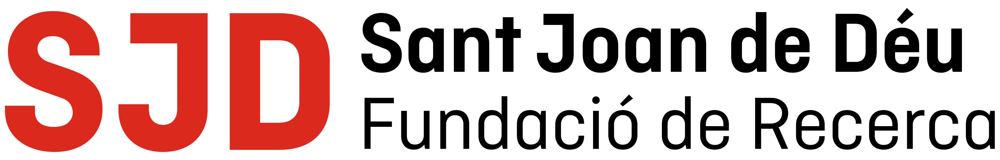 SJD
Sant Joan de Déu
Fundació de Recerca